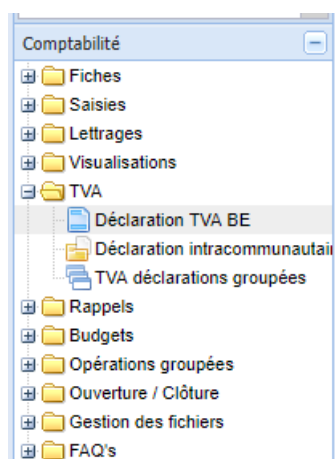 Comptabilité
Fiches
Saisies
Lettrages
Visualisations
TVA
Déclaration TVA BE
Déclaration intracommunautair
TVA déclarations groupées
Rappels
Budgets
Opérations groupées
Ouverture / Clôture
Gestion des fichiers
FAQ's